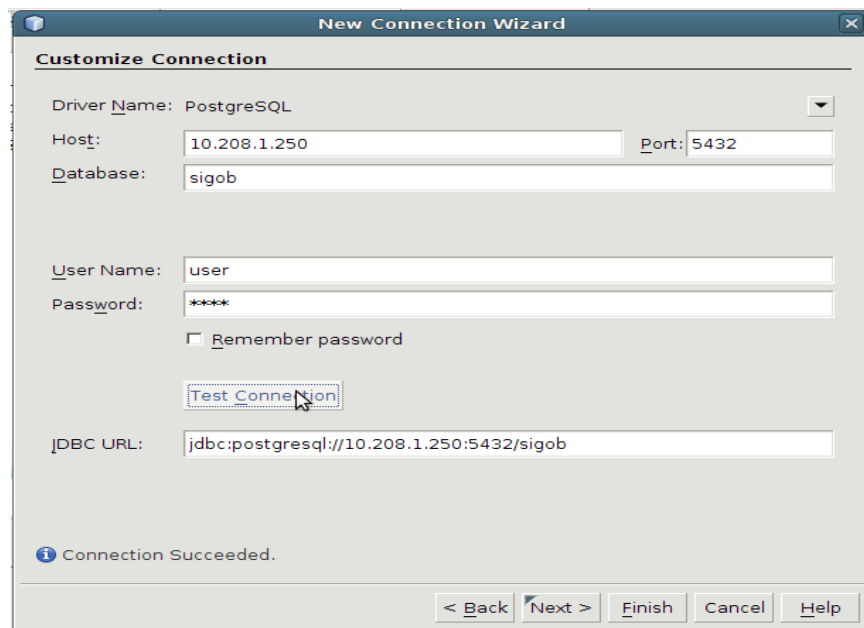 New Connection Wizard
Customize Connection
Driver Name: PostgreSQL
Host: 10.208.1.250 Port: 5432
Database: sigob
User Name: user
Password: ****
Remember password
Test Connection
JDBC URL: jdbc:postgresql://10.208.1.250:5432/sigob
Connection Succeeded.
< Back Next > Finish Cancel Help